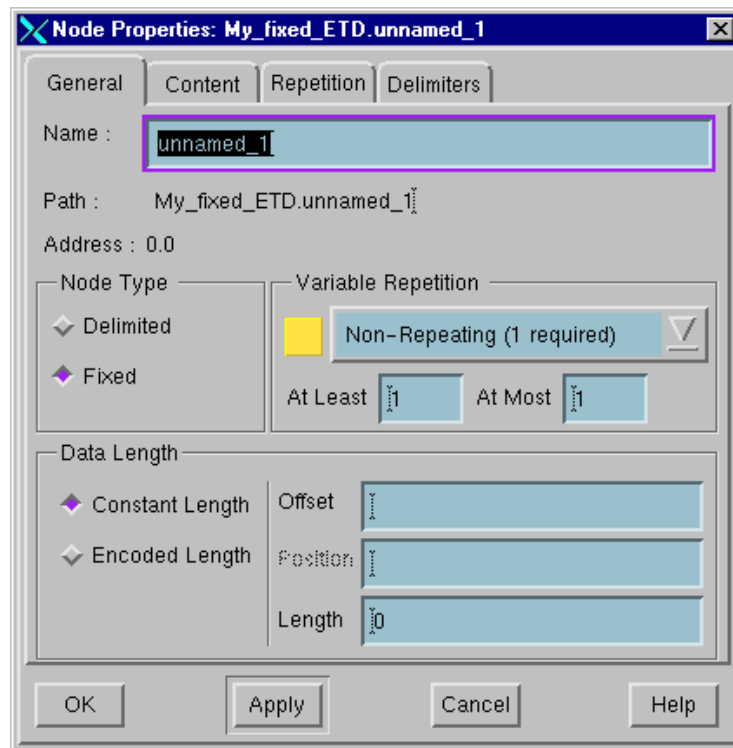 Node Properties: My_fixed_ETD.unnamed_1
General Content Repetition Delimiters
Name : unnamed_1
Path : My_fixed_ETD.unnamed_1
Address : 0.0
Node Type
Delimited
Fixed
Variable Repetition
Non-Repeating (1 required)
At Least 1 At Most 1
Data Length
Constant Length
Encoded Length
Offset
Position
Length 0
OK Apply Cancel Help